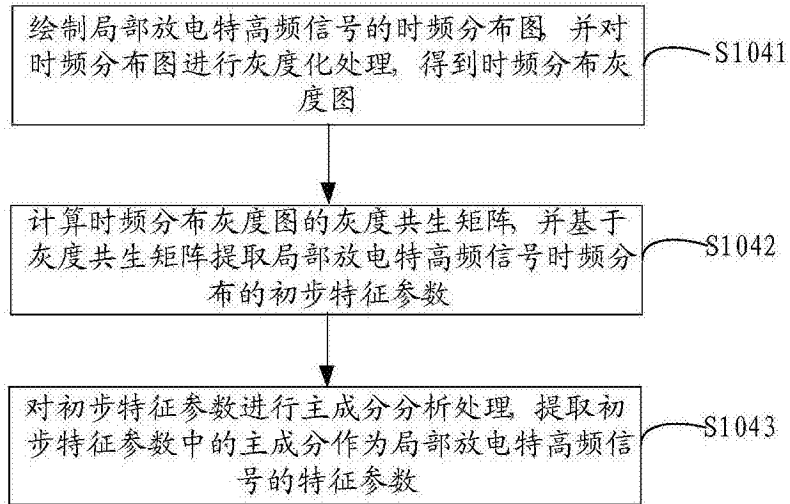 绘制局部放电特高频信号的时频分布图,并对
时频分布图进行灰度化处理,得到时频分布灰
度图
S1041
计算时频分布灰度图的灰度共生矩阵,并基于
灰度共生矩阵提取局部放电特高频信号时频分
布的初步特征参数
S1042
对初步特征参数进行主成分分析处理,提取初
步特征参数中的主成分作为局部放电特高频信
号的特征参数
S1043